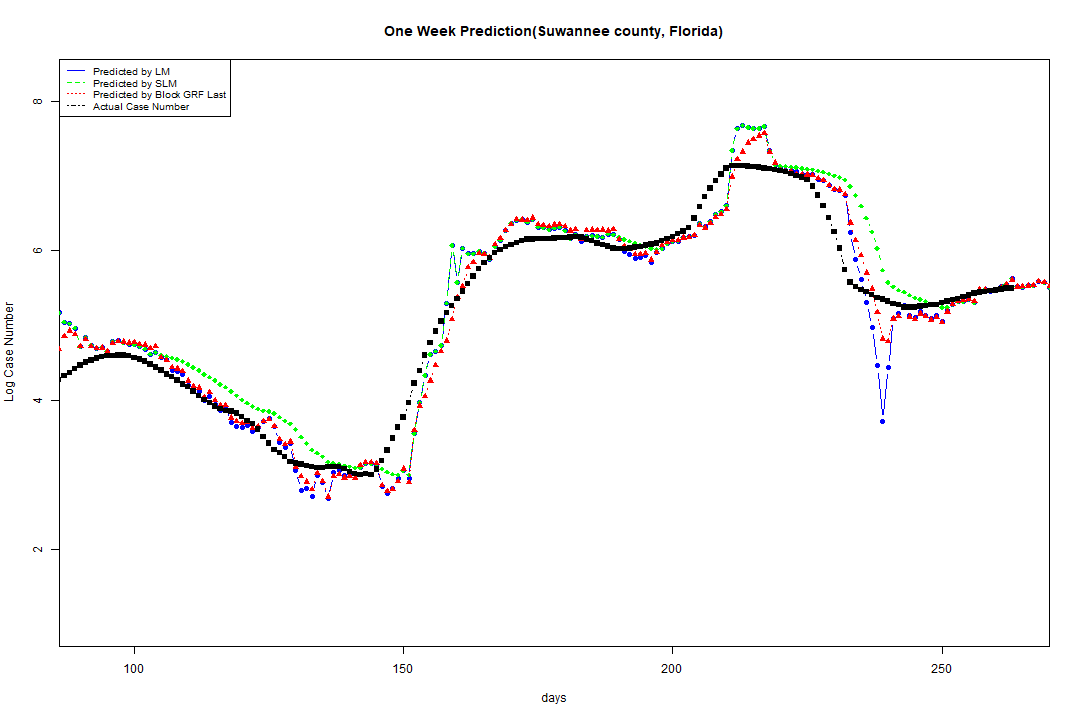 One Week Prediction(Suwannee county, Florida)
Predicted by LM
Predicted by SLM
Predicted by Block GRF Last
Actual Case Number
8
6
4
2
Log Case Number
100 150 200 250
days